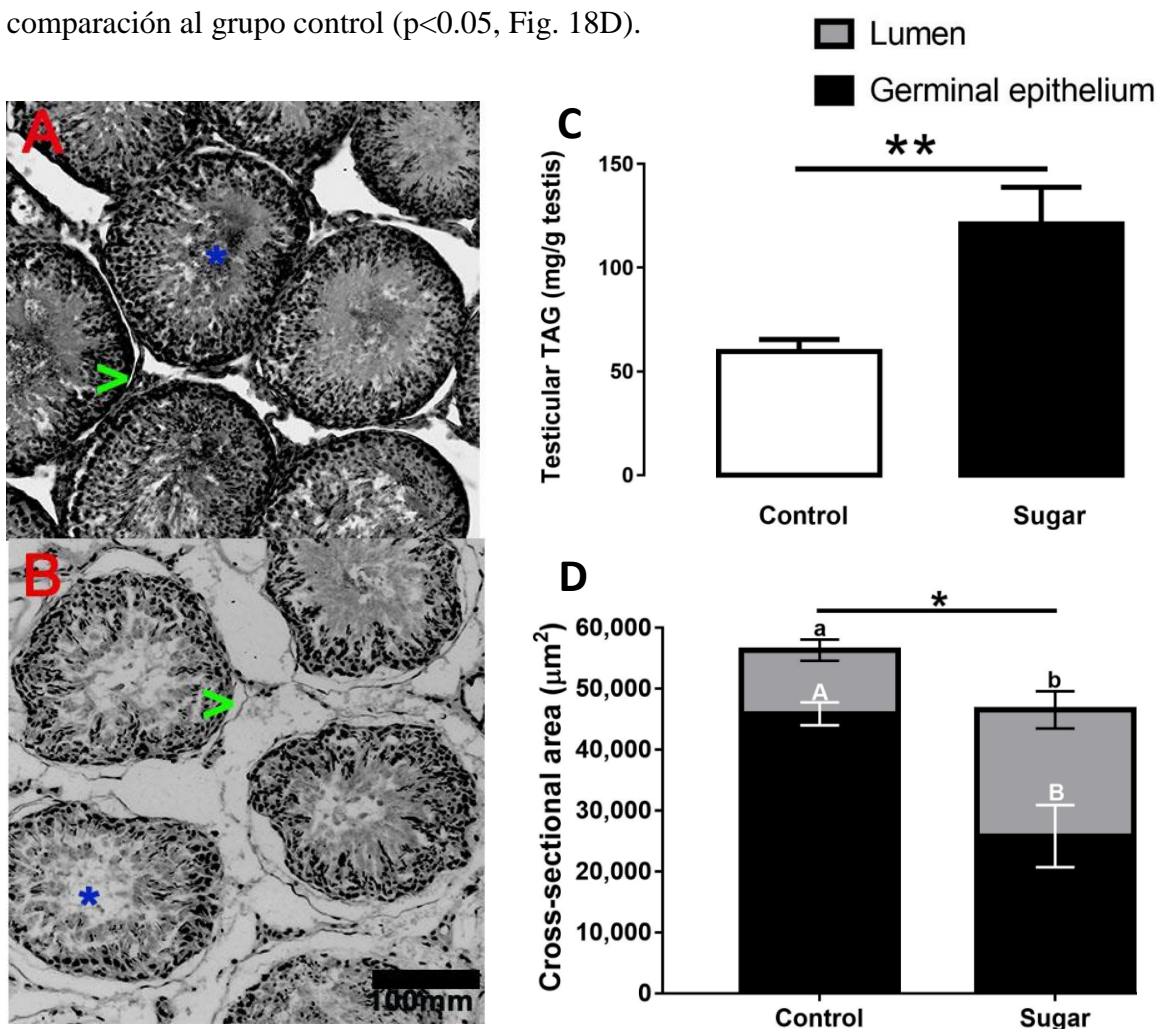 comparación al grupo control (p<0.05, Fig. 18D).
Lumen
Germinal epithelium
A
*
>
B
>
*
100mm
C
**
Testicular TAG (mg/g testis)
150
100
50
0
Control
Sugar
D
*
Cross-sectional area (μm²)
60,000
50,000
40,000
30,000
20,000
10,000
0
a
A
b
B
Control
Sugar